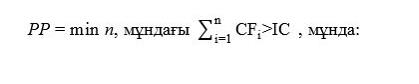 PP = min n, мұндағы ∑ⁿᵢ₌₁ CFᵢ>IC , мұнда: